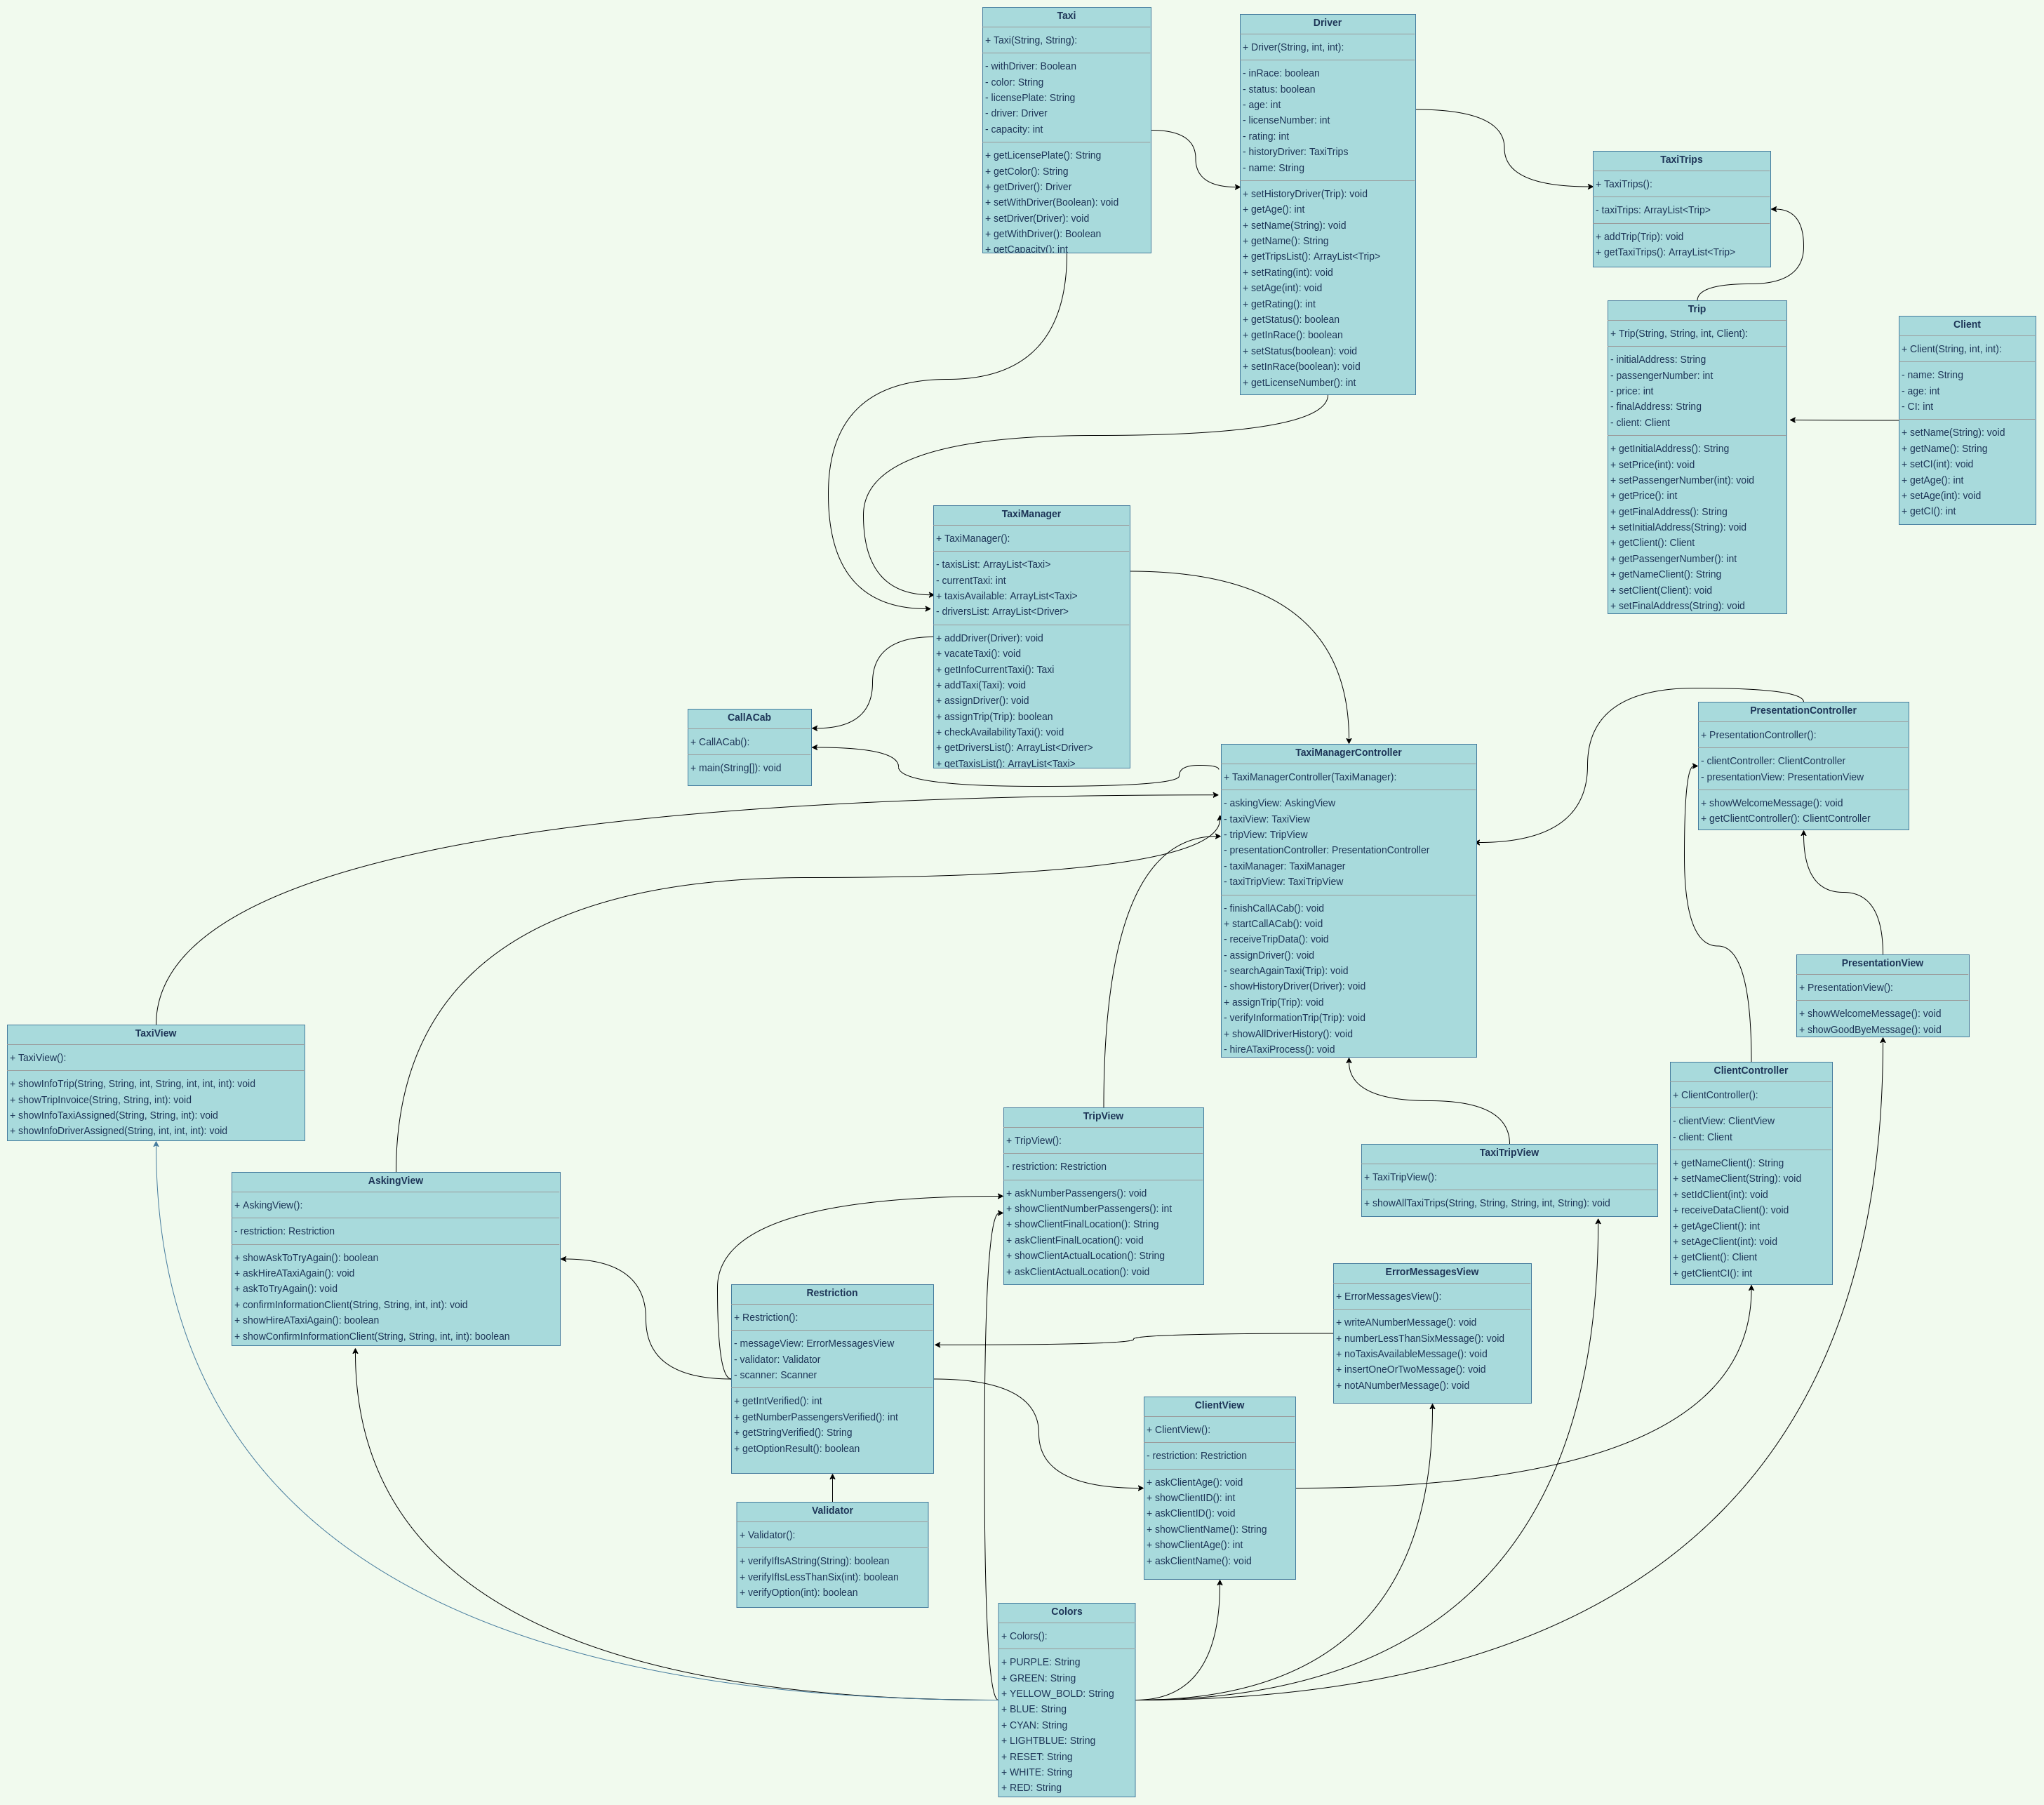 Taxi
+ Taxi(String, String):
- withDriver: Boolean
- color: String
- licensePlate: String
- driver: Driver
- capacity: int
+ getLicensePlate(): String
+ getColor(): String
+ getDriver(): Driver
+ setWithDriver(Boolean): void
+ setDriver(Driver): void
+ getWithDriver(): Boolean
+ getCapacity(): int
Driver
+ Driver(String, int, int):
- inRace: boolean
- status: boolean
- age: int
- licenseNumber: int
- rating: int
- historyDriver: TaxiTrips
- name: String
+ setHistoryDriver(Trip): void
+ getAge(): int
+ setName(String): void
+ getName(): String
+ getTripsList(): ArrayList<Trip>
+ setRating(int): void
+ setAge(int): void
+ getRating(): int
+ getStatus(): boolean
+ getInRace(): boolean
+ setStatus(boolean): void
+ setInRace(boolean): void
+ getLicenseNumber(): int
TaxiTrips
+ TaxiTrips():
- taxiTrips: ArrayList<Trip>
+ addTrip(Trip): void
+ getTaxiTrips(): ArrayList<Trip>
Trip
+ Trip(String, String, int, Client):
- initialAddress: String
- passengerNumber: int
- price: int
- finalAddress: String
- client: Client
+ getInitialAddress(): String
+ setPrice(int): void
+ setPassengerNumber(int): void
+ getPrice(): int
+ getFinalAddress(): String
+ setInitialAddress(String): void
+ getClient(): Client
+ getPassengerNumber(): int
+ getNameClient(): String
+ setClient(Client): void
+ setFinalAddress(String): void
Client
+ Client(String, int, int):
- name: String
- age: int
- CI: int
+ setName(String): void
+ getName(): String
+ setCI(int): void
+ getAge(): int
+ setAge(int): void
+ getCI(): int
TaxiManager
+ TaxiManager():
- taxisList: ArrayList<Taxi>
- currentTaxi: int
+ taxisAvailable: ArrayList<Taxi>
- driversList: ArrayList<Driver>
+ addDriver(Driver): void
+ vacateTaxi(): void
+ getInfoCurrentTaxi(): Taxi
+ addTaxi(Taxi): void
+ assignDriver(): void
+ assignTrip(Trip): boolean
+ checkAvailabilityTaxi(): void
+ getDriversList(): ArrayList<Driver>
+ getTaxisList(): ArrayList<Taxi>
CallACab
+ CallACab():
+ main(String[]): void
TaxiManagerController
+ TaxiManagerController(TaxiManager):
- askingView: AskingView
- taxiView: TaxiView
- tripView: TripView
- presentationController: PresentationController
- taxiManager: TaxiManager
- taxiTripView: TaxiTripView
- finishCallACab(): void
+ startCallACab(): void
- receiveTripData(): void
- assignDriver(): void
- searchAgainTaxi(Trip): void
- showHistoryDriver(Driver): void
+ assignTrip(Trip): void
- verifyInformationTrip(Trip): void
+ showAllDriverHistory(): void
- hireATaxiProcess(): void
PresentationController
+ PresentationController():
- clientController: ClientController
- presentationView: PresentationView
+ showWelcomeMessage(): void
+ getClientController(): ClientController
PresentationView
+ PresentationView():
+ showWelcomeMessage(): void
+ showGoodByeMessage(): void
TaxiView
+ TaxiView():
+ showInfoTrip(String, String, int, String, int, int, int): void
+ showTripInvoice(String, String, int): void
+ showInfoTaxiAssigned(String, String, int): void
+ showInfoDriverAssigned(String, int, int, int): void
ClientController
+ ClientController():
- clientView: ClientView
- client: Client
+ getNameClient(): String
+ setNameClient(String): void
+ setIdClient(int): void
+ receiveDataClient(): void
+ getAgeClient(): int
+ setAgeClient(int): void
+ getClient(): Client
+ getClientCI(): int
TripView
+ TripView():
- restriction: Restriction
+ askNumberPassengers(): void
+ showClientNumberPassengers(): int
+ showClientFinalLocation(): String
+ askClientFinalLocation(): void
+ showClientActualLocation(): String
+ askClientActualLocation(): void
TaxiTripView
+ TaxiTripView():
+ showAllTaxiTrips(String, String, String, int, String): void
AskingView
+ AskingView():
- restriction: Restriction
+ showAskToTryAgain(): boolean
+ askHireATaxiAgain(): void
+ askToTryAgain(): void
+ confirmInformationClient(String, String, int, int): void
+ showHireATaxiAgain(): boolean
+ showConfirmInformationClient(String, String, int, int): boolean
ErrorMessagesView
+ ErrorMessagesView():
+ writeANumberMessage(): void
+ numberLessThanSixMessage(): void
+ noTaxisAvailableMessage(): void
+ insertOneOrTwoMessage(): void
+ notANumberMessage(): void
Restriction
+ Restriction():
- messageView: ErrorMessagesView
- validator: Validator
- scanner: Scanner
+ getIntVerified(): int
+ getNumberPassengersVerified(): int
+ getStringVerified(): String
+ getOptionResult(): boolean
ClientView
+ ClientView():
- restriction: Restriction
+ askClientAge(): void
+ showClientID(): int
+ askClientID(): void
+ showClientName(): String
+ showClientAge(): int
+ askClientName(): void
Validator
+ Validator():
+ verifyIfIsAString(String): boolean
+ verifyIfIsLessThanSix(int): boolean
+ verifyOption(int): boolean
Colors
+ Colors():
+ PURPLE: String
+ GREEN: String
+ YELLOW_BOLD: String
+ BLUE: String
+ CYAN: String
+ LIGHTBLUE: String
+ RESET: String
+ WHITE: String
+ RED: String